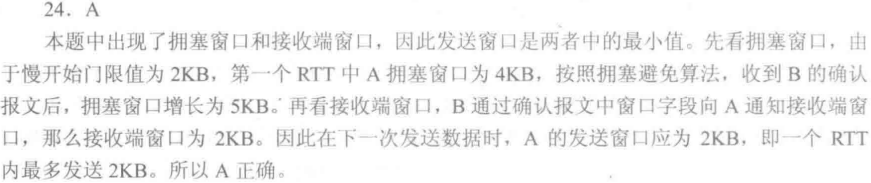 24. A
本题中出现了拥塞窗口和接收端窗口，因此发送窗口是两者中的最小值。先看拥塞窗口，由
于慢开始门限值为 2KB，第一个 RTT 中 A 拥塞窗口为 4KB，按照拥塞避免算法，收到 B 的确认
报文后，拥塞窗口增长为 5KB。再看接收端窗口，B 通过确认报文中窗口字段向 A 通知接收端窗
口，那么接收端窗口为 2KB。因此在下一次发送数据时，A 的发送窗口应为 2KB，即一个 RTT
内最多发送 2KB。所以 A 正确。